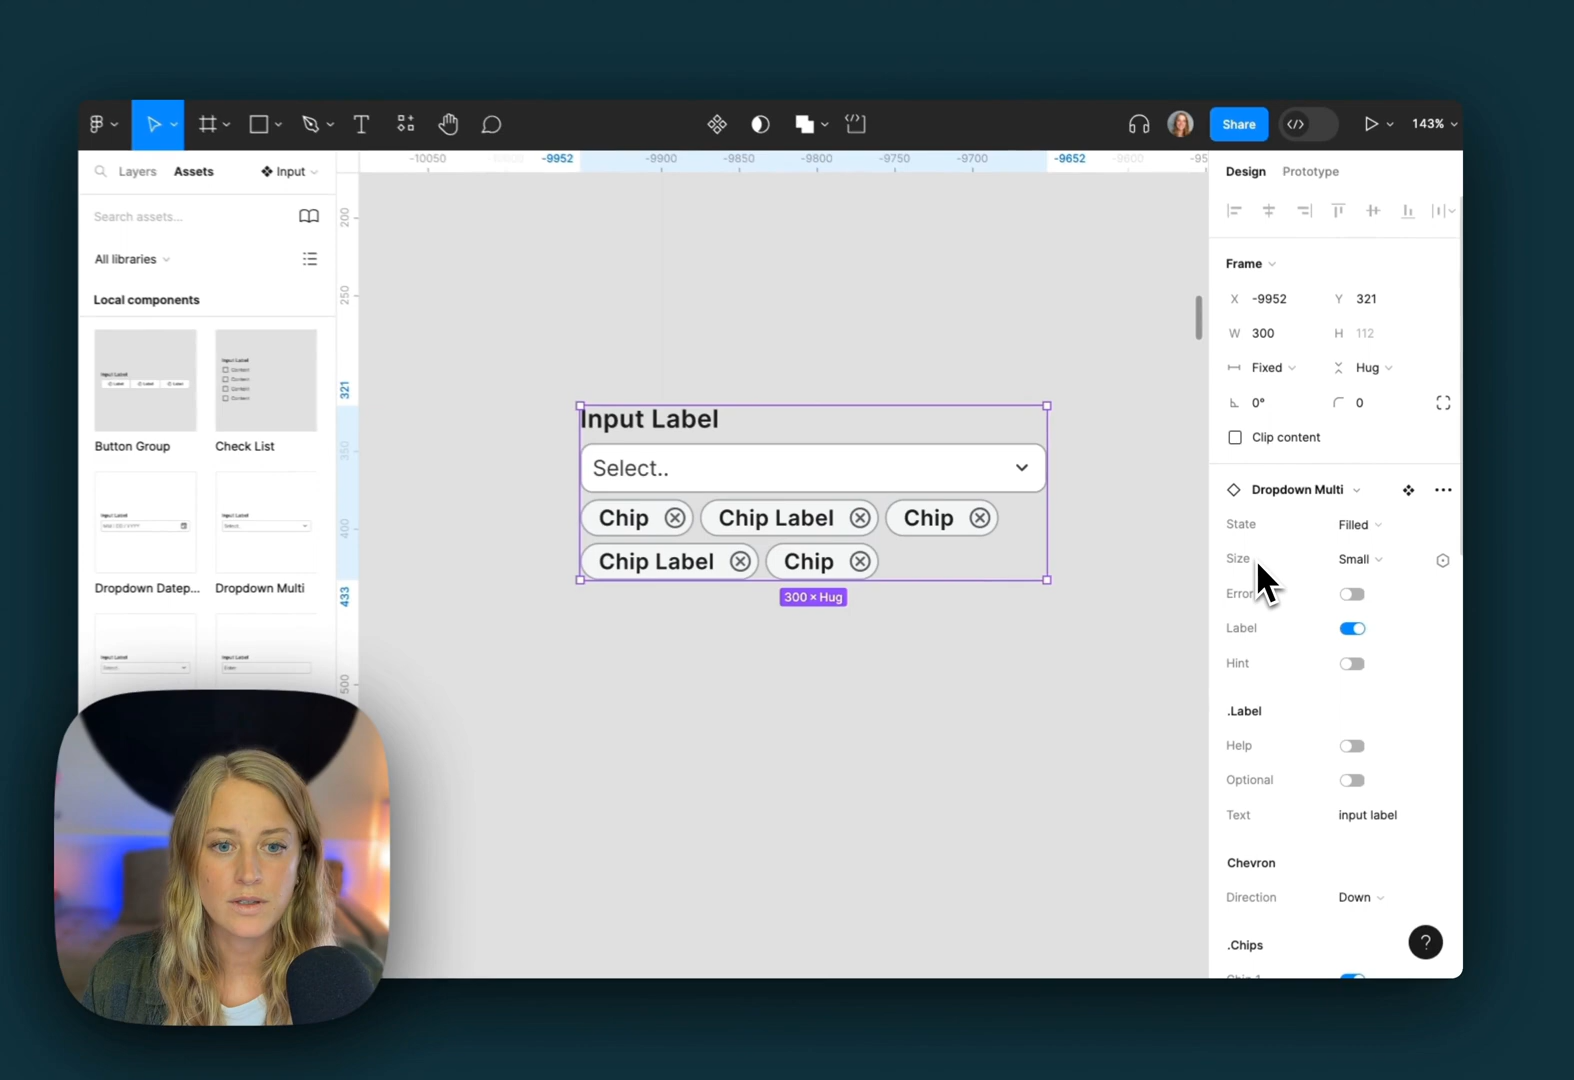 Share
143%
Layers
Assets
Input
-10050
-9952
-9900
-9850
-9800
-9750
-9700
-9652
-9600
-95
Design
Prototype
Search assets...
All libraries
Local components
Button Group
Check List
Dropdown Datep...
Dropdown Multi
200
250
321
350
400
433
500
Input Label
Select..
Chip
Chip Label
Chip
Chip Label
Chip
300 × Hug
Frame
X -9952
Y 321
W 300
H 112
Fixed
Hug
0°
0
Clip content
Dropdown Multi
State
Filled
Size
Small
Error
Label
Hint
.Label
Help
Optional
Text
input label
Chevron
Direction
Down
.Chips
?